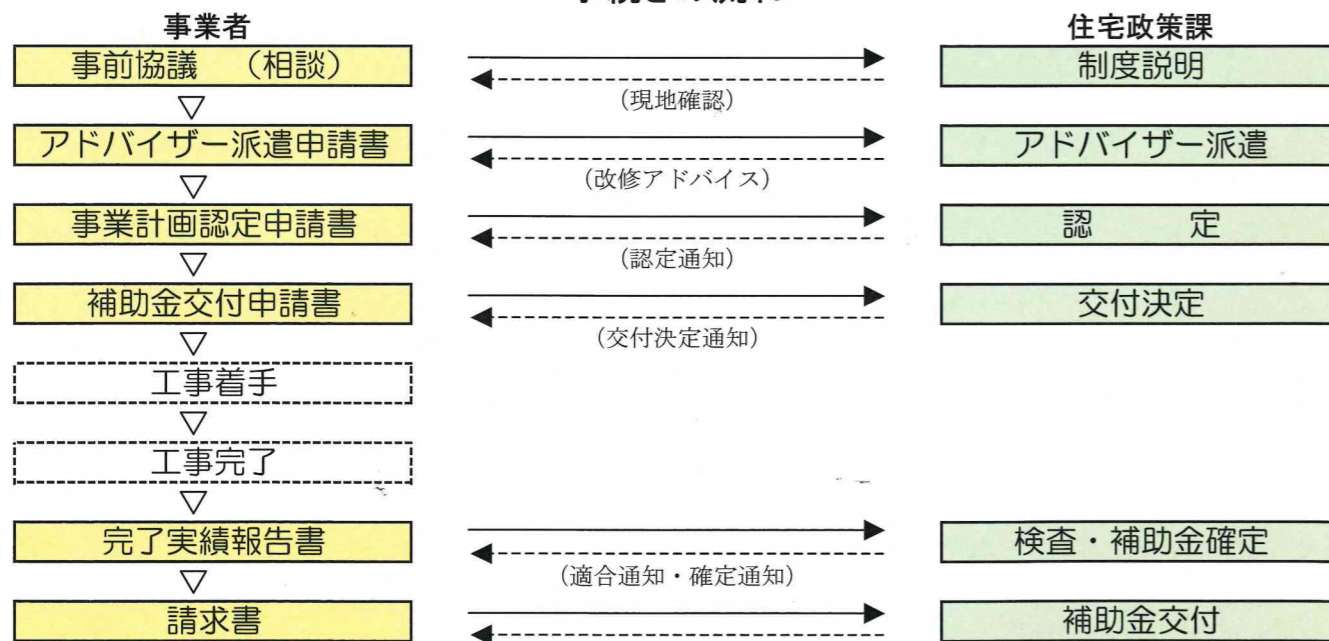 事業者 住宅政策課
事前協議 （相談） 制度説明
（現地確認）
アドバイザー派遣申請書 アドバイザー派遣
（改修アドバイス）
事業計画認定申請書 認 定
（認定通知）
補助金交付申請書 交付決定
（交付決定通知）
工事着手
工事完了
完了実績報告書 検査・補助金確定
（適合通知・確定通知）
請求書 補助金交付